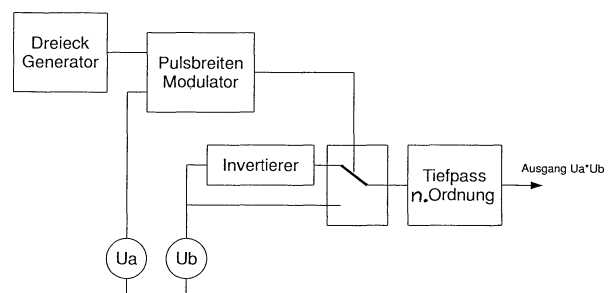 Dreieck
Generator
Pulsbreiten
Modulator
Invertierer
Tiefpass
n.Ordnung
Ausgang Ua*Ub
Ua
Ub